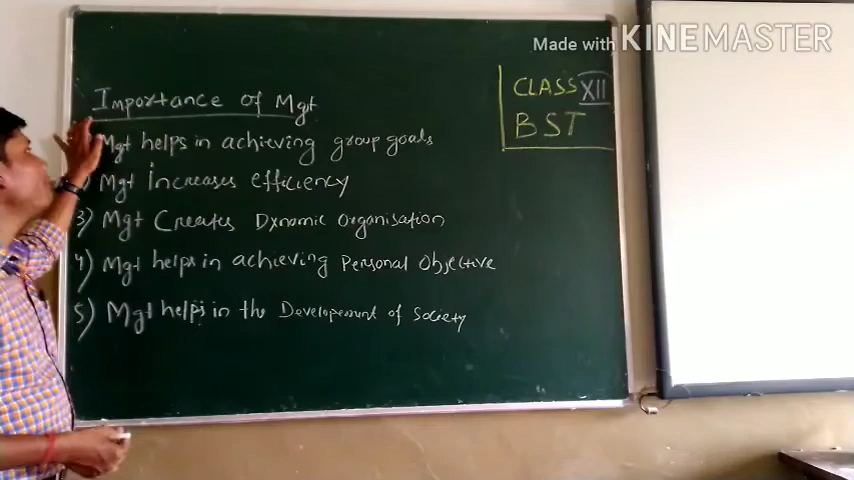 Made with KINEMASTER
CLASS XII
BST
Importance of Mgt
Mgt helps in achieving group goals
Mgt increases efficiency
3) Mgt Creates Dynamic Organisation
4) Mgt helps in achieving Personal Objective
5) Mgt helps in the Development of Society